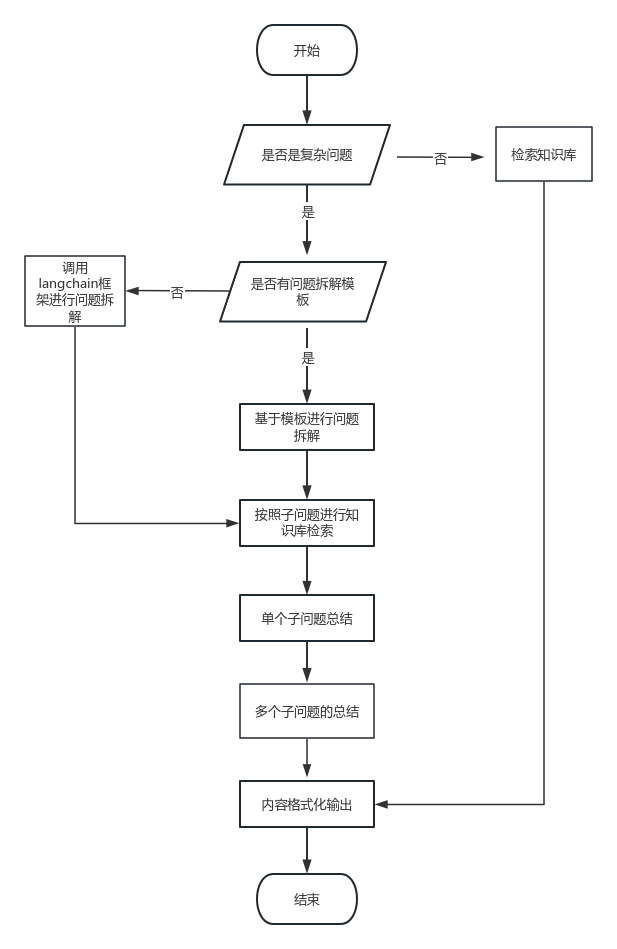 开始
是否是复杂问题
否
检索知识库
是
是否有问题拆解模
板
否
调用
langchain框
架进行问题拆
解
是
基于模板进行问题
拆解
按照子问题进行知
识库检索
单个子问题总结
多个子问题的总结
内容格式化输出
结束